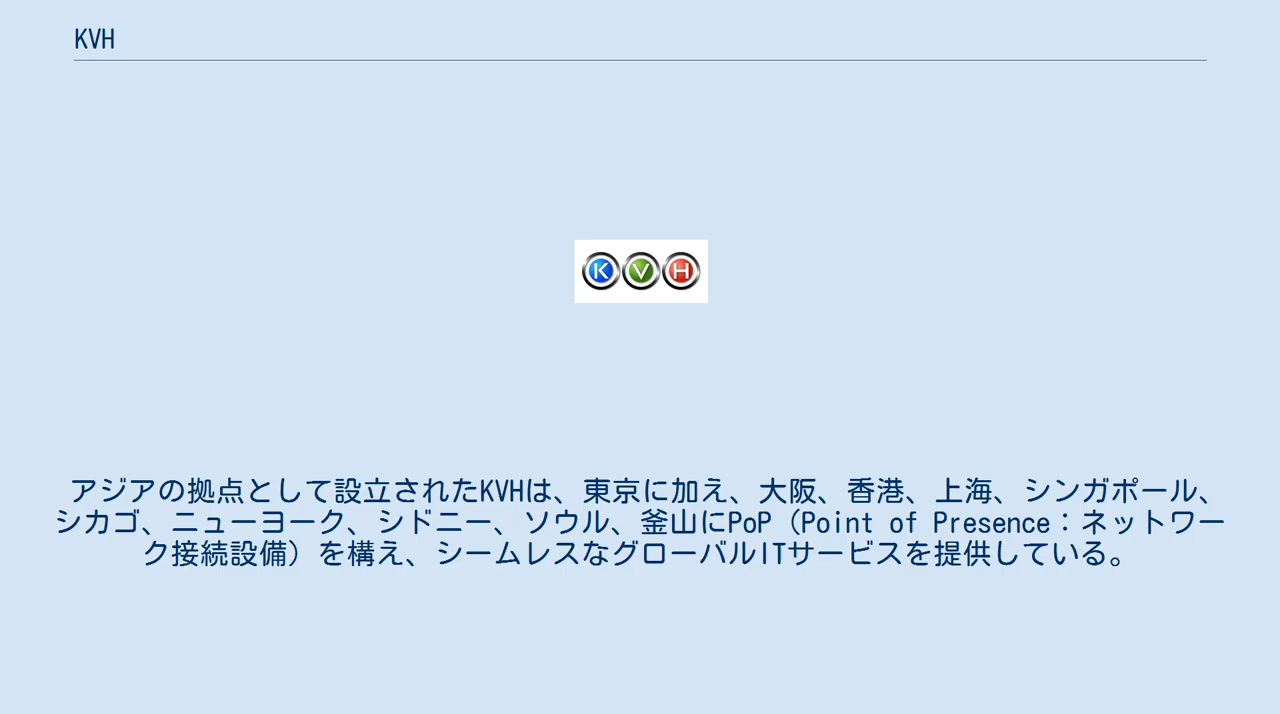 KVH
KVH
アジアの拠点として設立されたKVHは、東京に加え、大阪、香港、上海、シンガポール、
シカゴ、ニューヨーク、シドニー、ソウル、釜山にPoP（Point of Presence：ネットワー
ク接続設備）を構え、シームレスなグローバルITサービスを提供している。